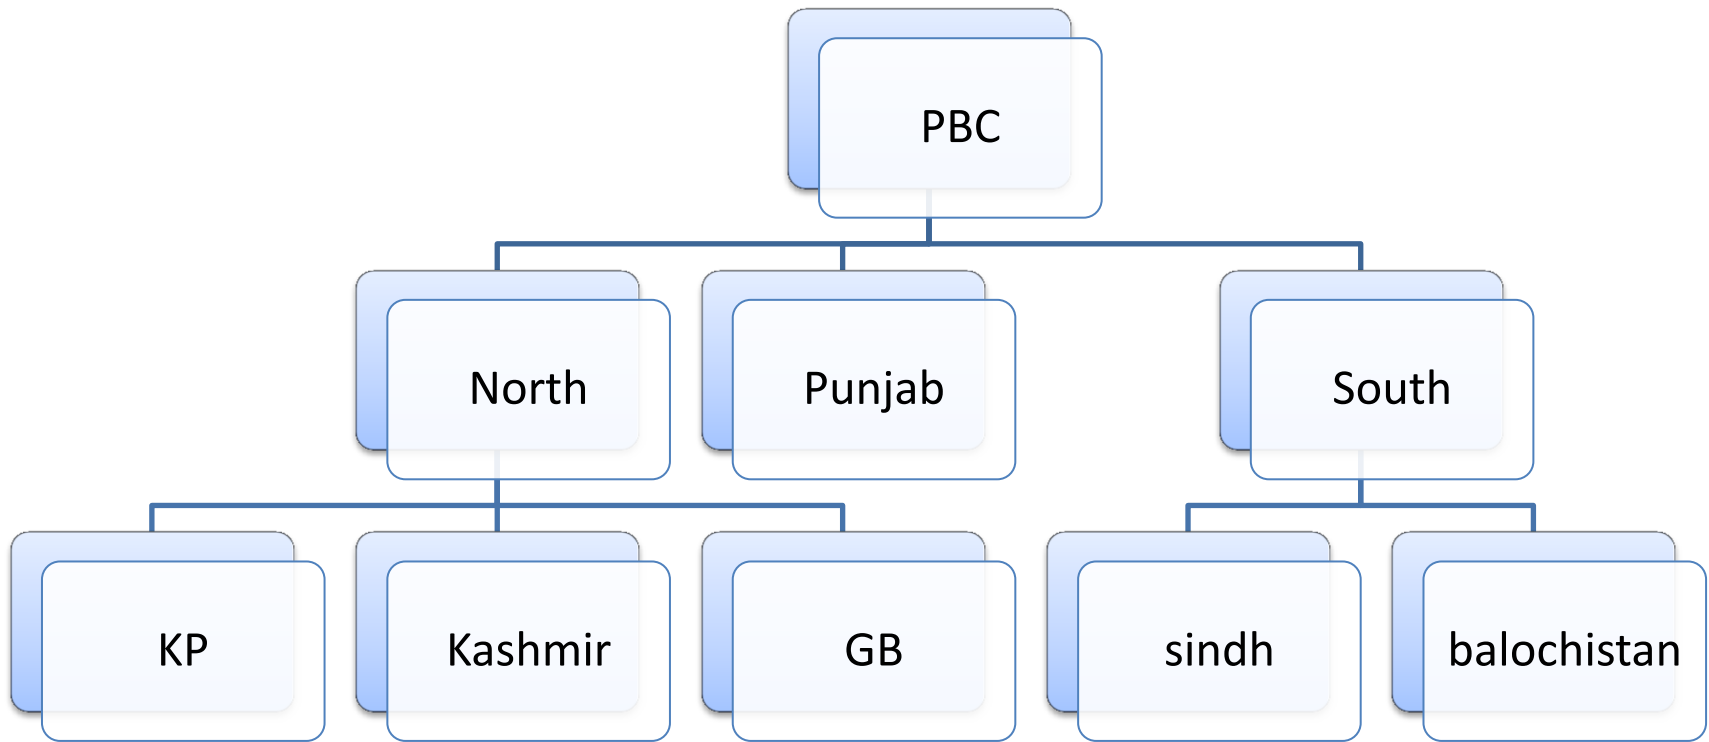 PBC
North
Punjab
South
KP
Kashmir
GB
sindh
balochistan